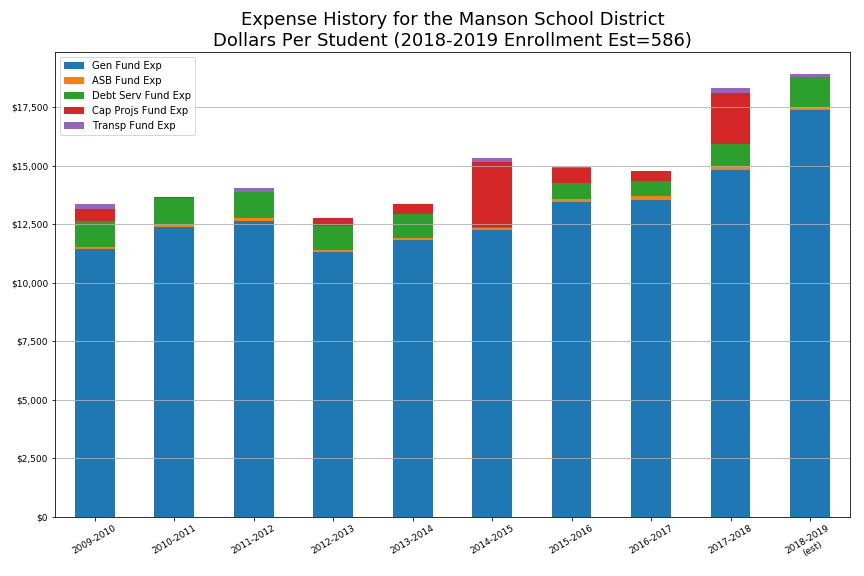 Expense History for the Manson School District
Dollars Per Student (2018-2019 Enrollment Est=586)
Gen Fund Exp
ASB Fund Exp
Debt Serv Fund Exp
Cap Projs Fund Exp
Transp Fund Exp
$17,500
$15,000
$12,500
$10,000
$7,500
$5,000
$2,500
$0
2009-2010
2010-2011
2011-2012
2012-2013
2013-2014
2014-2015
2015-2016
2016-2017
2017-2018
2018-2019
(est)